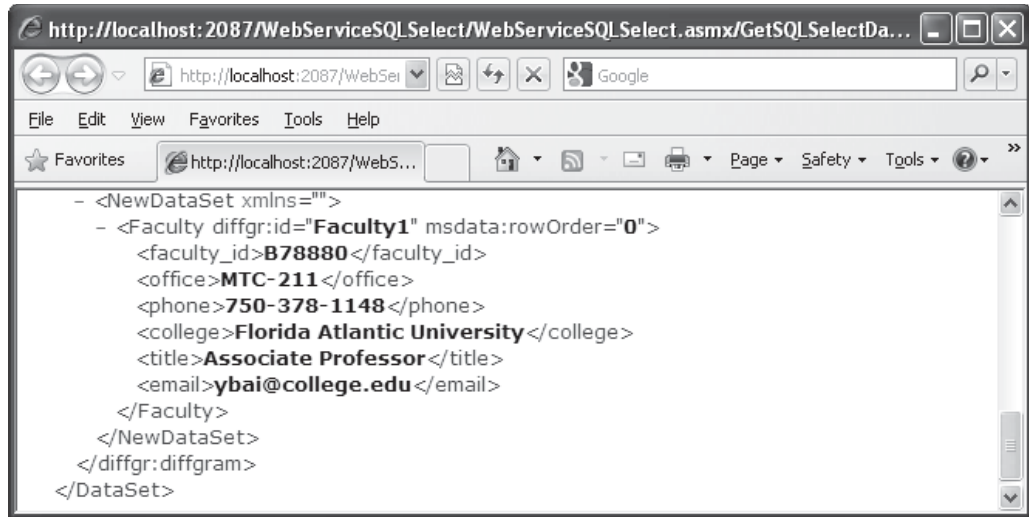 http://localhost:2087/WebServiceSQLSelect/WebServiceSQLSelect.asmx/GetSQLSelectDa...
http://localhost:2087/WebSer Google
File Edit View Favorites Tools Help
Favorites http://localhost:2087/WebS... Page Safety Tools »
– <NewDataSet xmlns="">
– <Faculty diffgr:id="Faculty1" msdata:rowOrder="0">
<faculty_id>B78880</faculty_id>
<office>MTC-211</office>
<phone>750-378-1148</phone>
<college>Florida Atlantic University</college>
<title>Associate Professor</title>
<email>ybai@college.edu</email>
</Faculty>
</NewDataSet>
</diffgr:diffgram>
</DataSet>